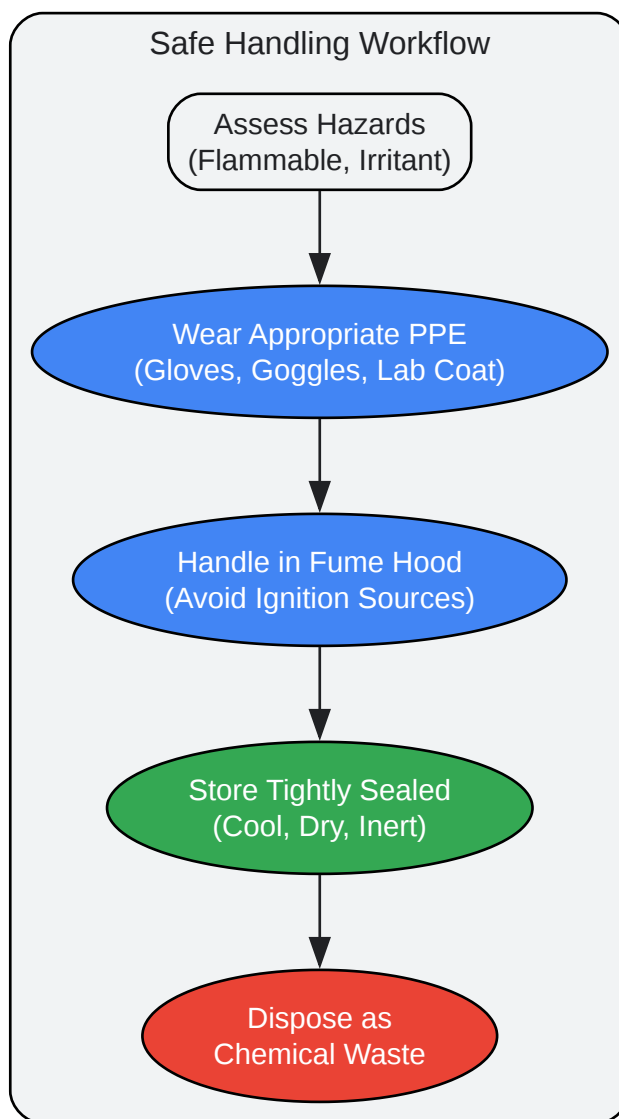 Safe Handling Workflow
Assess Hazards
(Flammable, Irritant)
Wear Appropriate PPE
(Gloves, Goggles, Lab Coat)
Handle in Fume Hood
(Avoid Ignition Sources)
Store Tightly Sealed
(Cool, Dry, Inert)
Dispose as
Chemical Waste